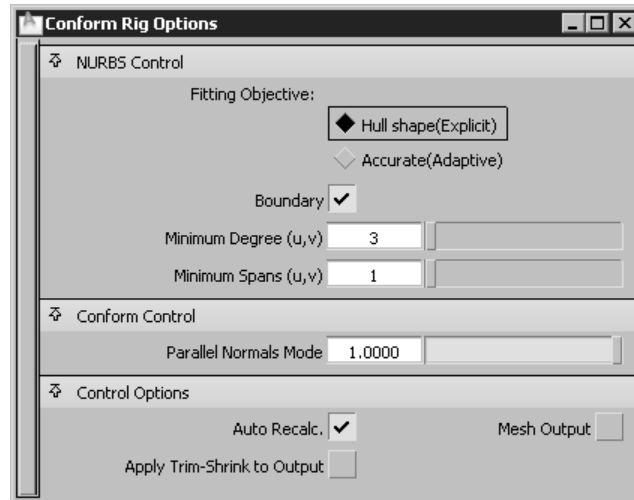 Conform Rig Options
NURBS Control
Fitting Objective:
Hull shape(Explicit)
Accurate(Adaptive)
Boundary
Minimum Degree (u,v) 3
Minimum Spans (u,v) 1
Conform Control
Parallel Normals Mode 1.0000
Control Options
Auto Recalc. Mesh Output
Apply Trim-Shrink to Output